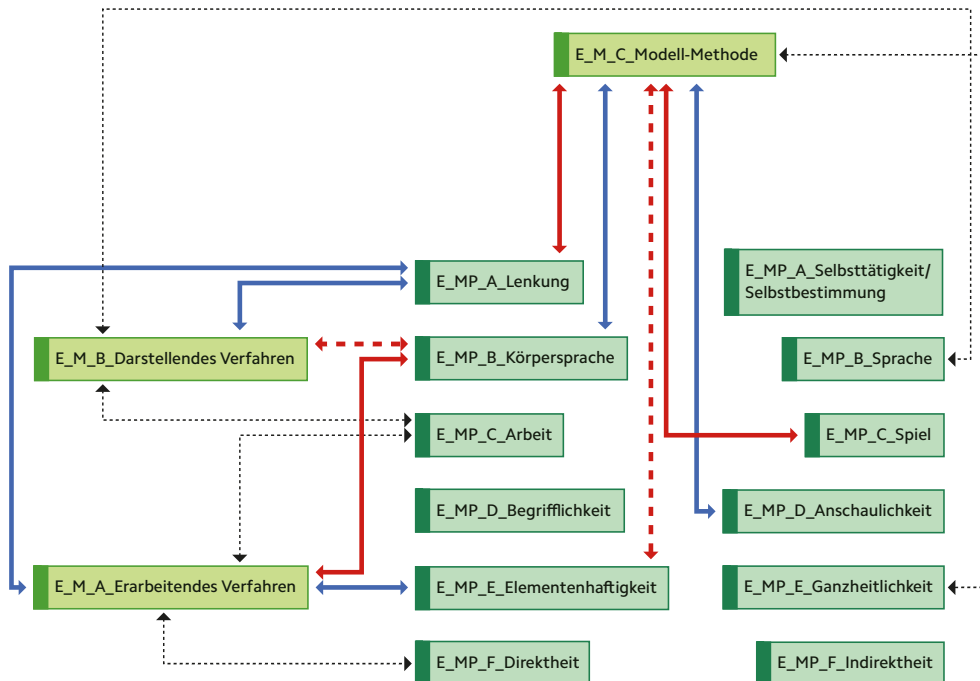 E_M_C_Modell-Methode
E_MP_A_Lenkung
E_MP_A_Selbsttätigkeit/
Selbstbestimmung
E_M_B_Darstellendes Verfahren
E_MP_B_Körpersprache
E_MP_B_Sprache
E_MP_C_Arbeit
E_MP_C_Spiel
E_MP_D_Begrifflichkeit
E_MP_D_Anschaulichkeit
E_M_A_Erarbeitendes Verfahren
E_MP_E_Elementenhaftigkeit
E_MP_E_Ganzheitlichkeit
E_MP_F_Direktheit
E_MP_F_Indirektheit